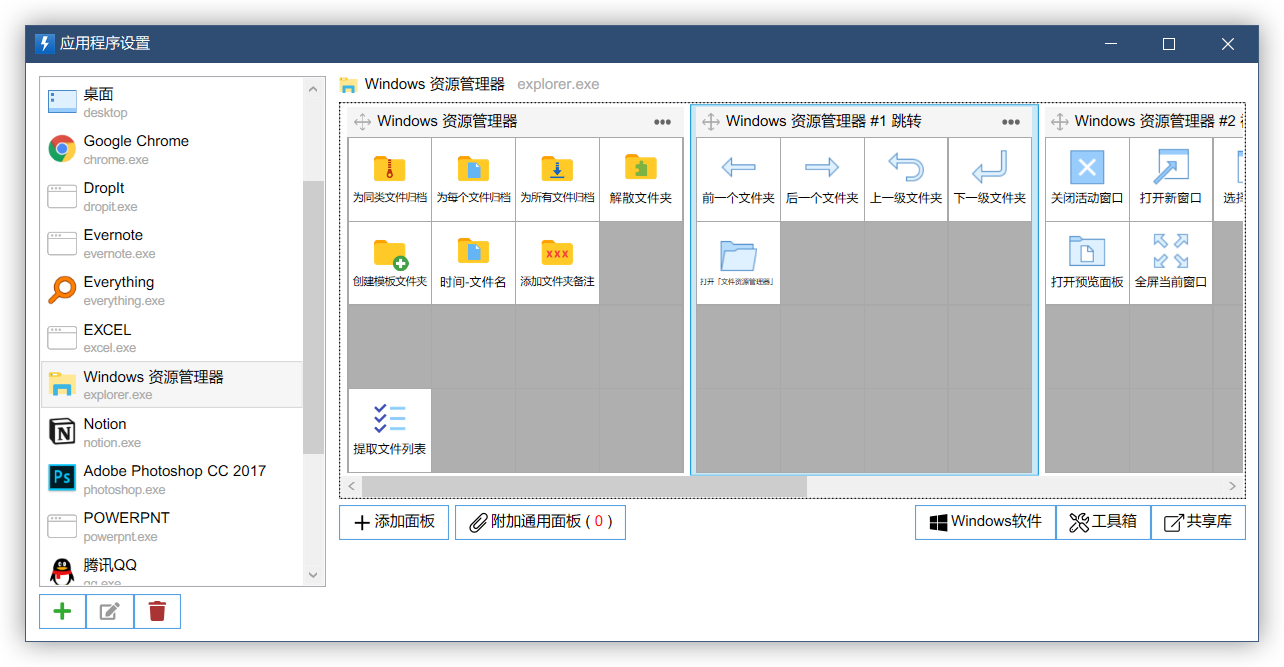 应用程序设置
桌面
desktop
Google Chrome
chrome.exe
DropIt
dropit.exe
Evernote
evernote.exe
Everything
everything.exe
EXCEL
excel.exe
Windows 资源管理器
explorer.exe
Notion
notion.exe
Adobe Photoshop CC 2017
photoshop.exe
POWERPNT
powerpnt.exe
腾讯QQ
qq.exe
Windows 资源管理器 explorer.exe
Windows 资源管理器
为同类文件归档 为每个文件归档 为所有文件归档 解散文件夹
创建模板文件夹 时间-文件名 添加文件夹备注
提取文件列表
Windows 资源管理器 #1 跳转
前一个文件夹 后一个文件夹 上一级文件夹 下一级文件夹
打开「文件资源管理器」
Windows 资源管理器 #2
关闭活动窗口 打开新窗口 选择
打开预览面板 全屏当前窗口
添加面板 附加通用面板 ( 0 ) Windows软件 工具箱 共享库